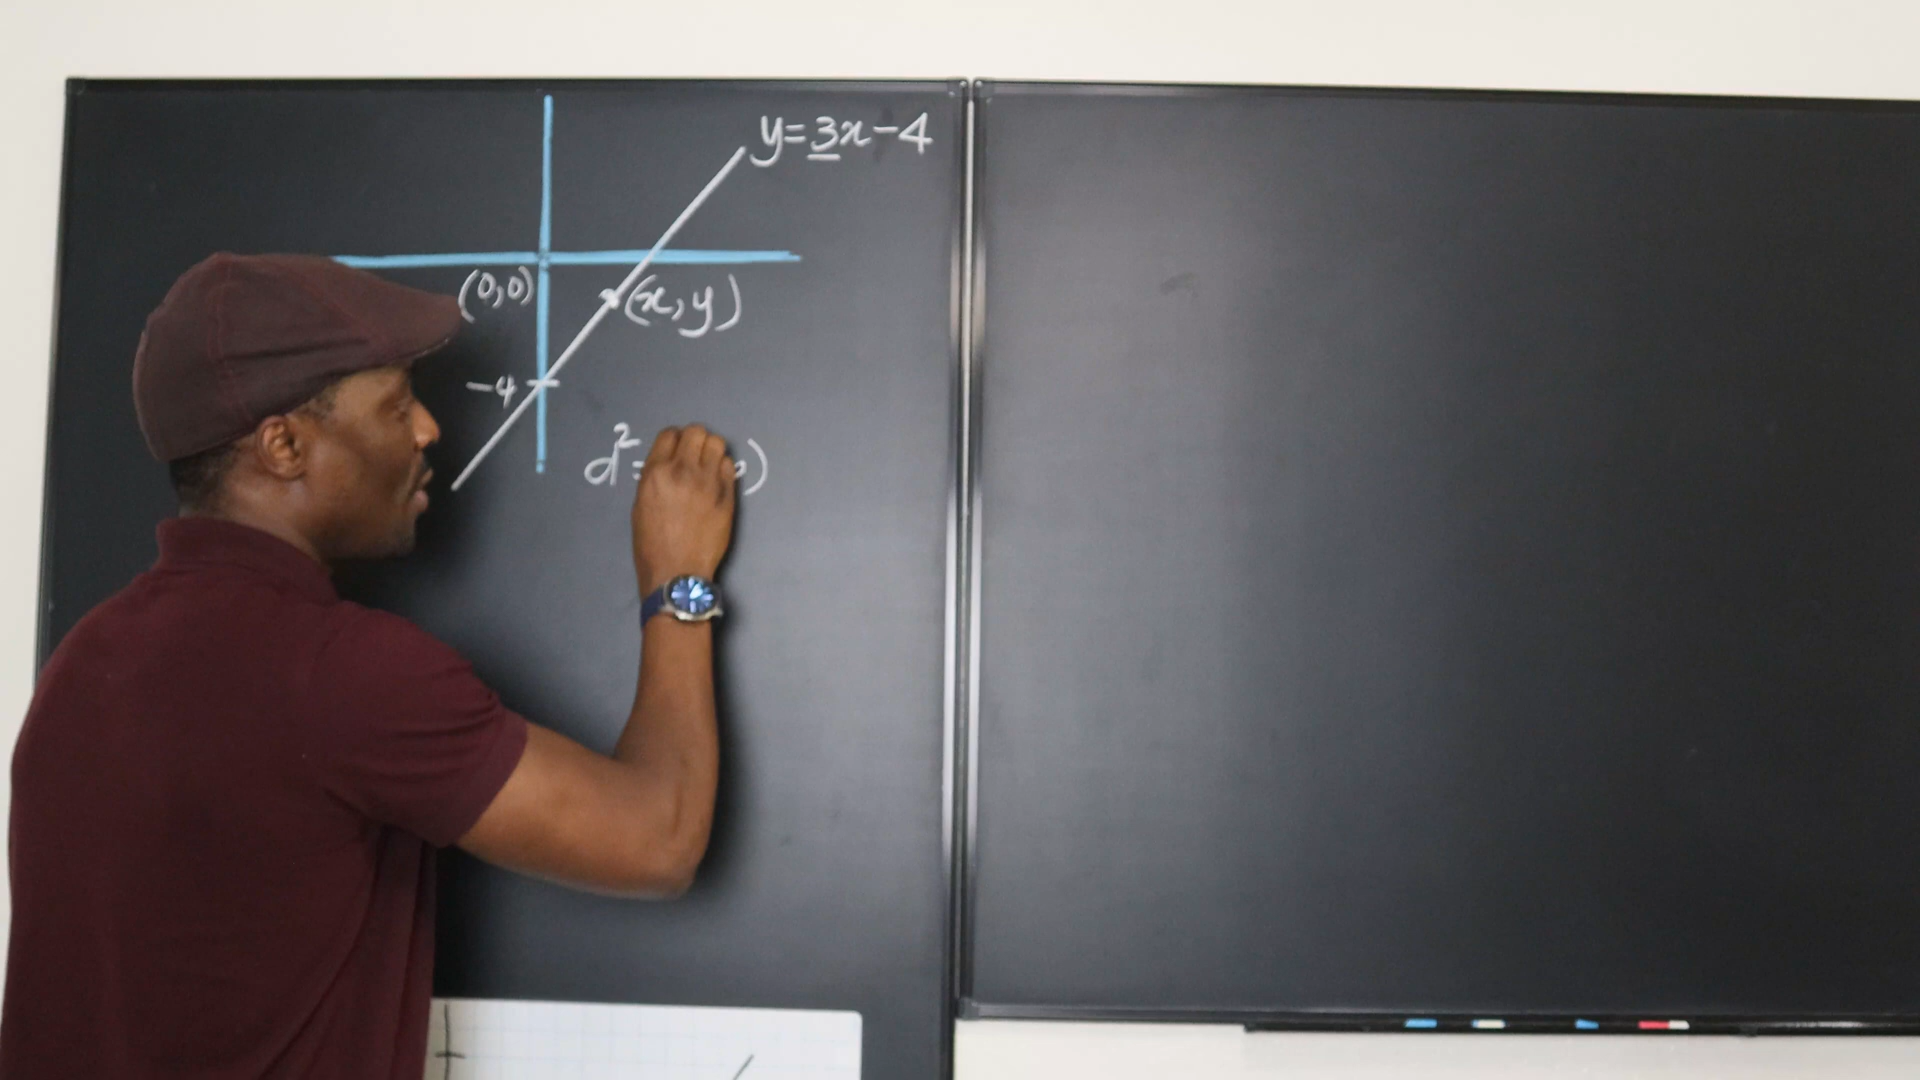 y=3x-4
(0,0)
(x,y)
-4
d²=